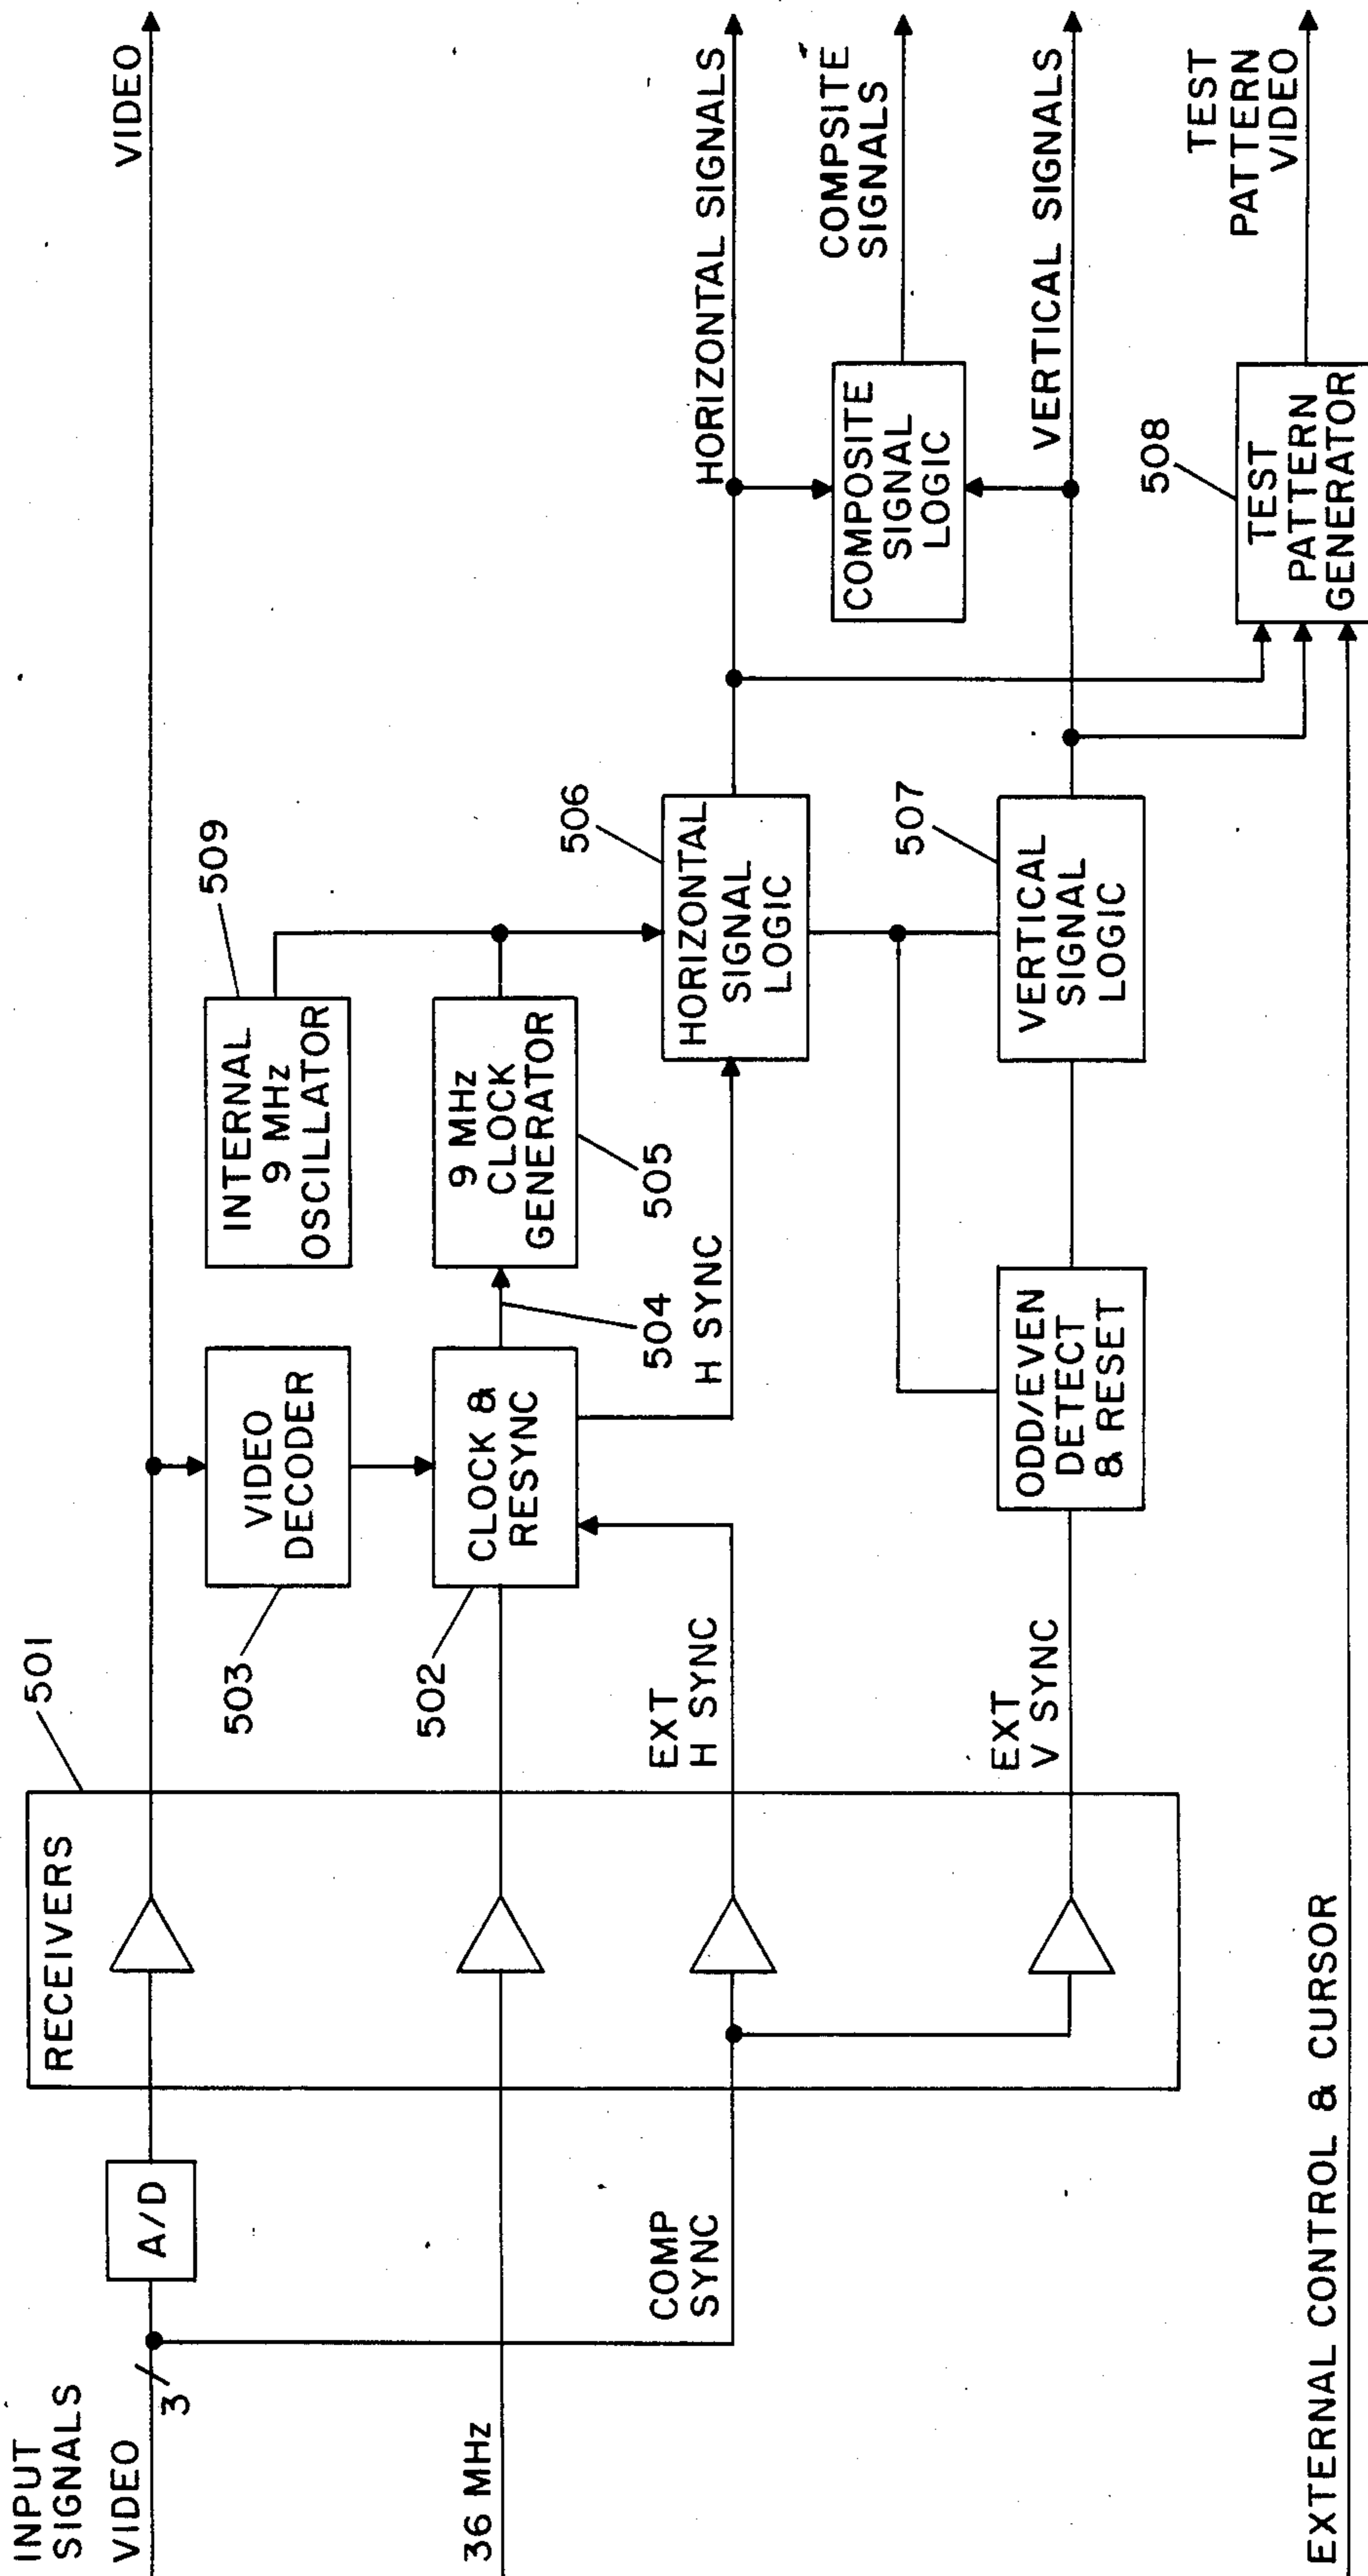 INPUT
SIGNALS
VIDEO
3
36 MHz
EXTERNAL CONTROL & CURSOR
A/D
COMP
SYNC
RECEIVERS
501
EXT
H SYNC
EXT
V SYNC
503
502
VIDEO
DECODER
CLOCK &
RESYNC
504
H SYNC
ODD/EVEN
DETECT
& RESET
INTERNAL
9 MHz
OSCILLATOR
509
9 MHz
CLOCK
GENERATOR
505
HORIZONTAL
SIGNAL
LOGIC
506
VERTICAL
SIGNAL
LOGIC
507
COMPOSITE
SIGNAL
LOGIC
TEST
PATTERN
GENERATOR
508
VIDEO
HORIZONTAL SIGNALS
COMPSITE
SIGNALS
VERTICAL SIGNALS
TEST
PATTERN
VIDEO